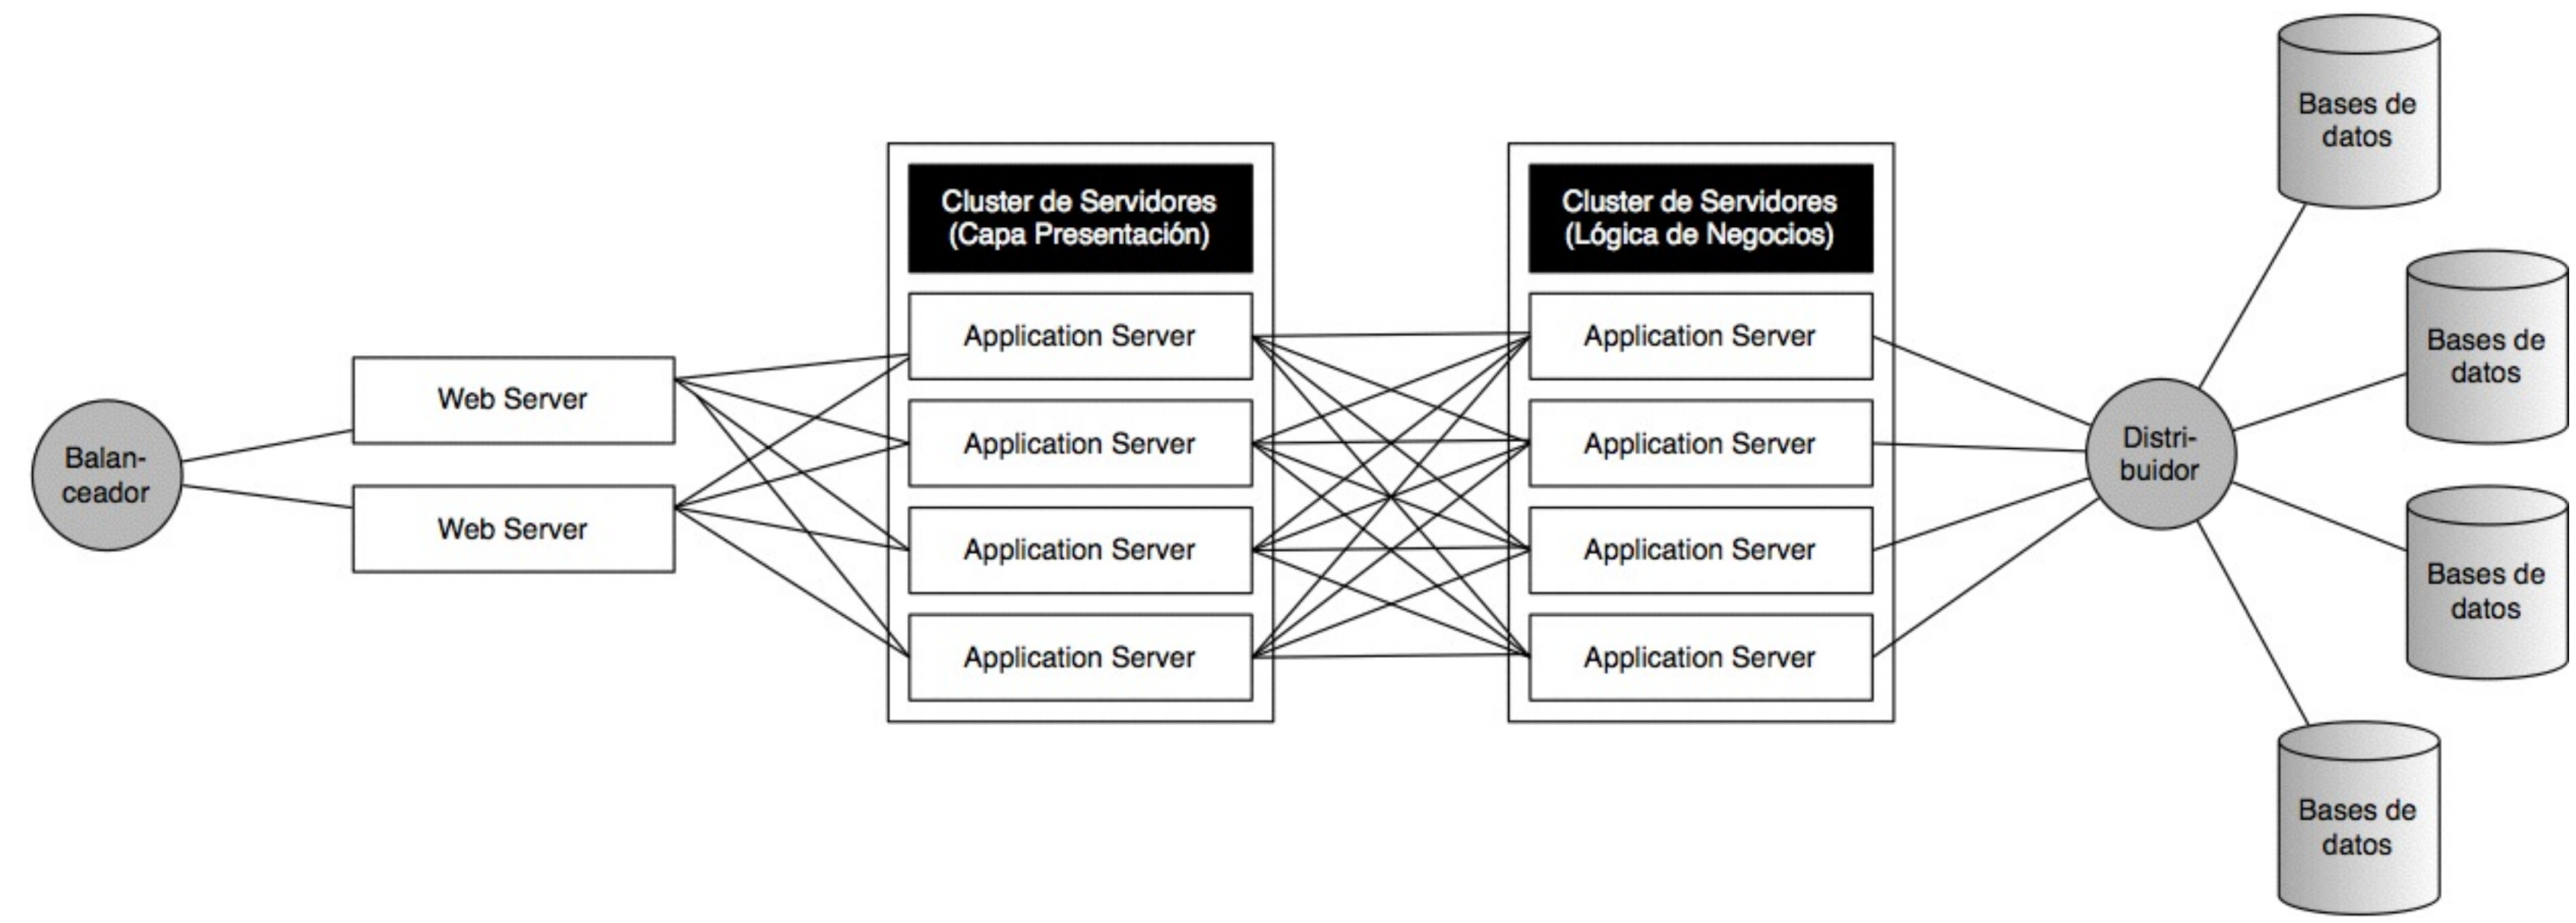 Balan-
ceador
Web Server
Web Server
Cluster de Servidores
(Capa Presentación)
Application Server
Application Server
Application Server
Application Server
Cluster de Servidores
(Lógica de Negocios)
Application Server
Application Server
Application Server
Application Server
Distri-
buidor
Bases de
datos
Bases de
datos
Bases de
datos
Bases de
datos